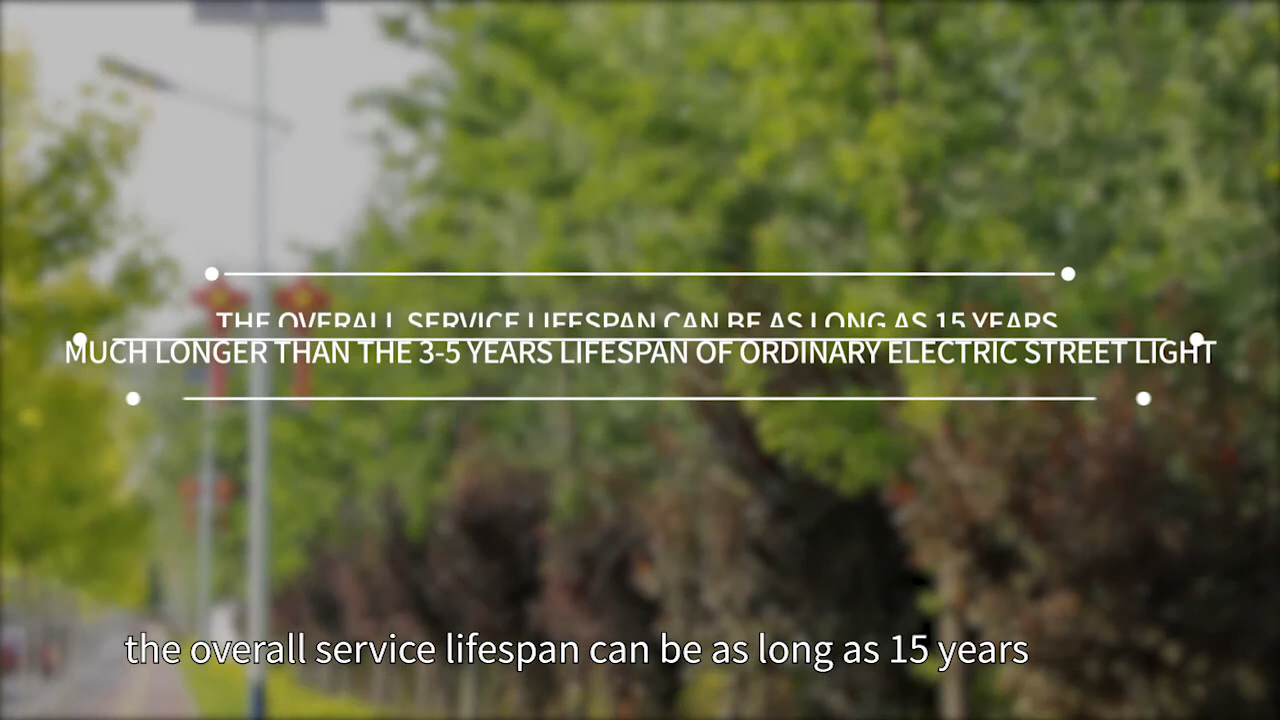 THE OVERALL SERVICE LIFESPAN CAN BE AS LONG AS 15 YEARS
MUCH LONGER THAN THE 3-5 YEARS LIFESPAN OF ORDINARY ELECTRIC STREET LIGHT
the overall service lifespan can be as long as 15 years